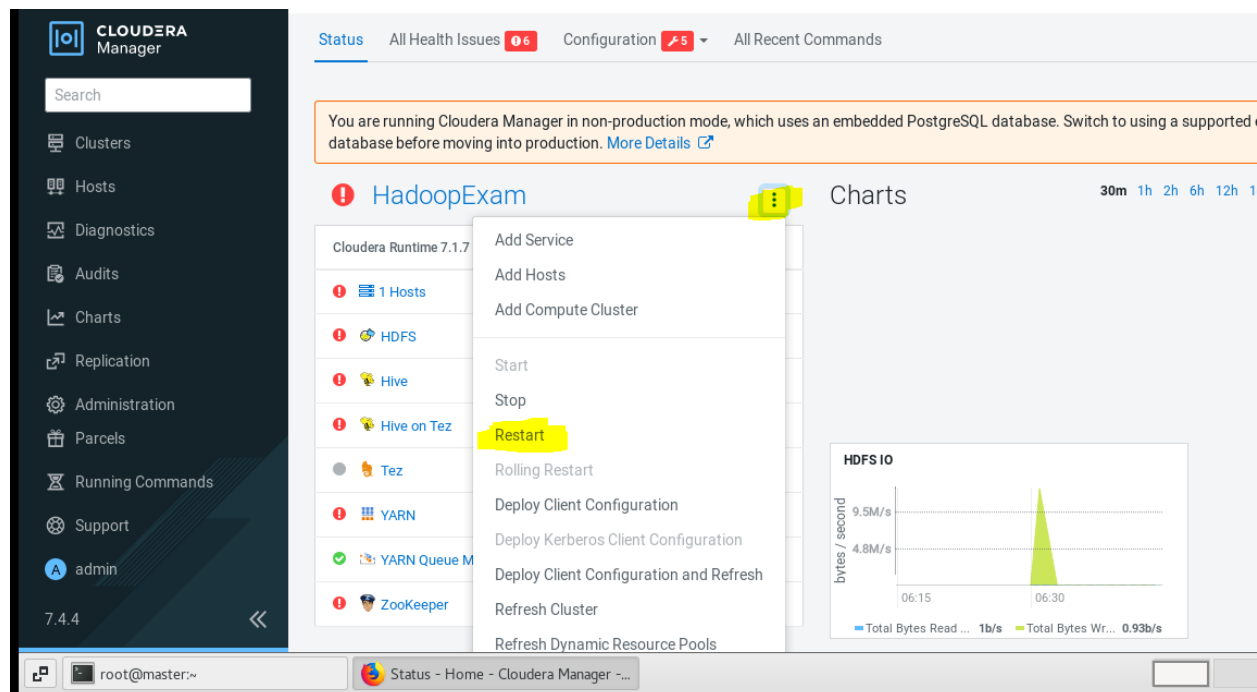 CLOUDERA
Manager
Search
Clusters
Hosts
Diagnostics
Audits
Charts
Replication
Administration
Parcels
Running Commands
Support
A admin
7.4.4
Status All Health Issues 6 Configuration 5 All Recent Commands
You are running Cloudera Manager in non-production mode, which uses an embedded PostgreSQL database. Switch to using a supported
database before moving into production. More Details
HadoopExam
Cloudera Runtime 7.1.7
1 Hosts
HDFS
Hive
Hive on Tez
Tez
YARN
YARN Queue M
ZooKeeper
Add Service
Add Hosts
Add Compute Cluster
Start
Stop
Restart
Rolling Restart
Deploy Client Configuration
Deploy Kerberos Client Configuration
Deploy Client Configuration and Refresh
Refresh Cluster
Refresh Dynamic Resource Pools
Charts
30m 1h 2h 6h 12h 1
HDFS IO
bytes / second
9.5M/s
4.8M/s
06:15 06:30
Total Bytes Read ... 1b/s Total Bytes Wr... 0.93b/s
root@master:~
Status - Home - Cloudera Manager -...